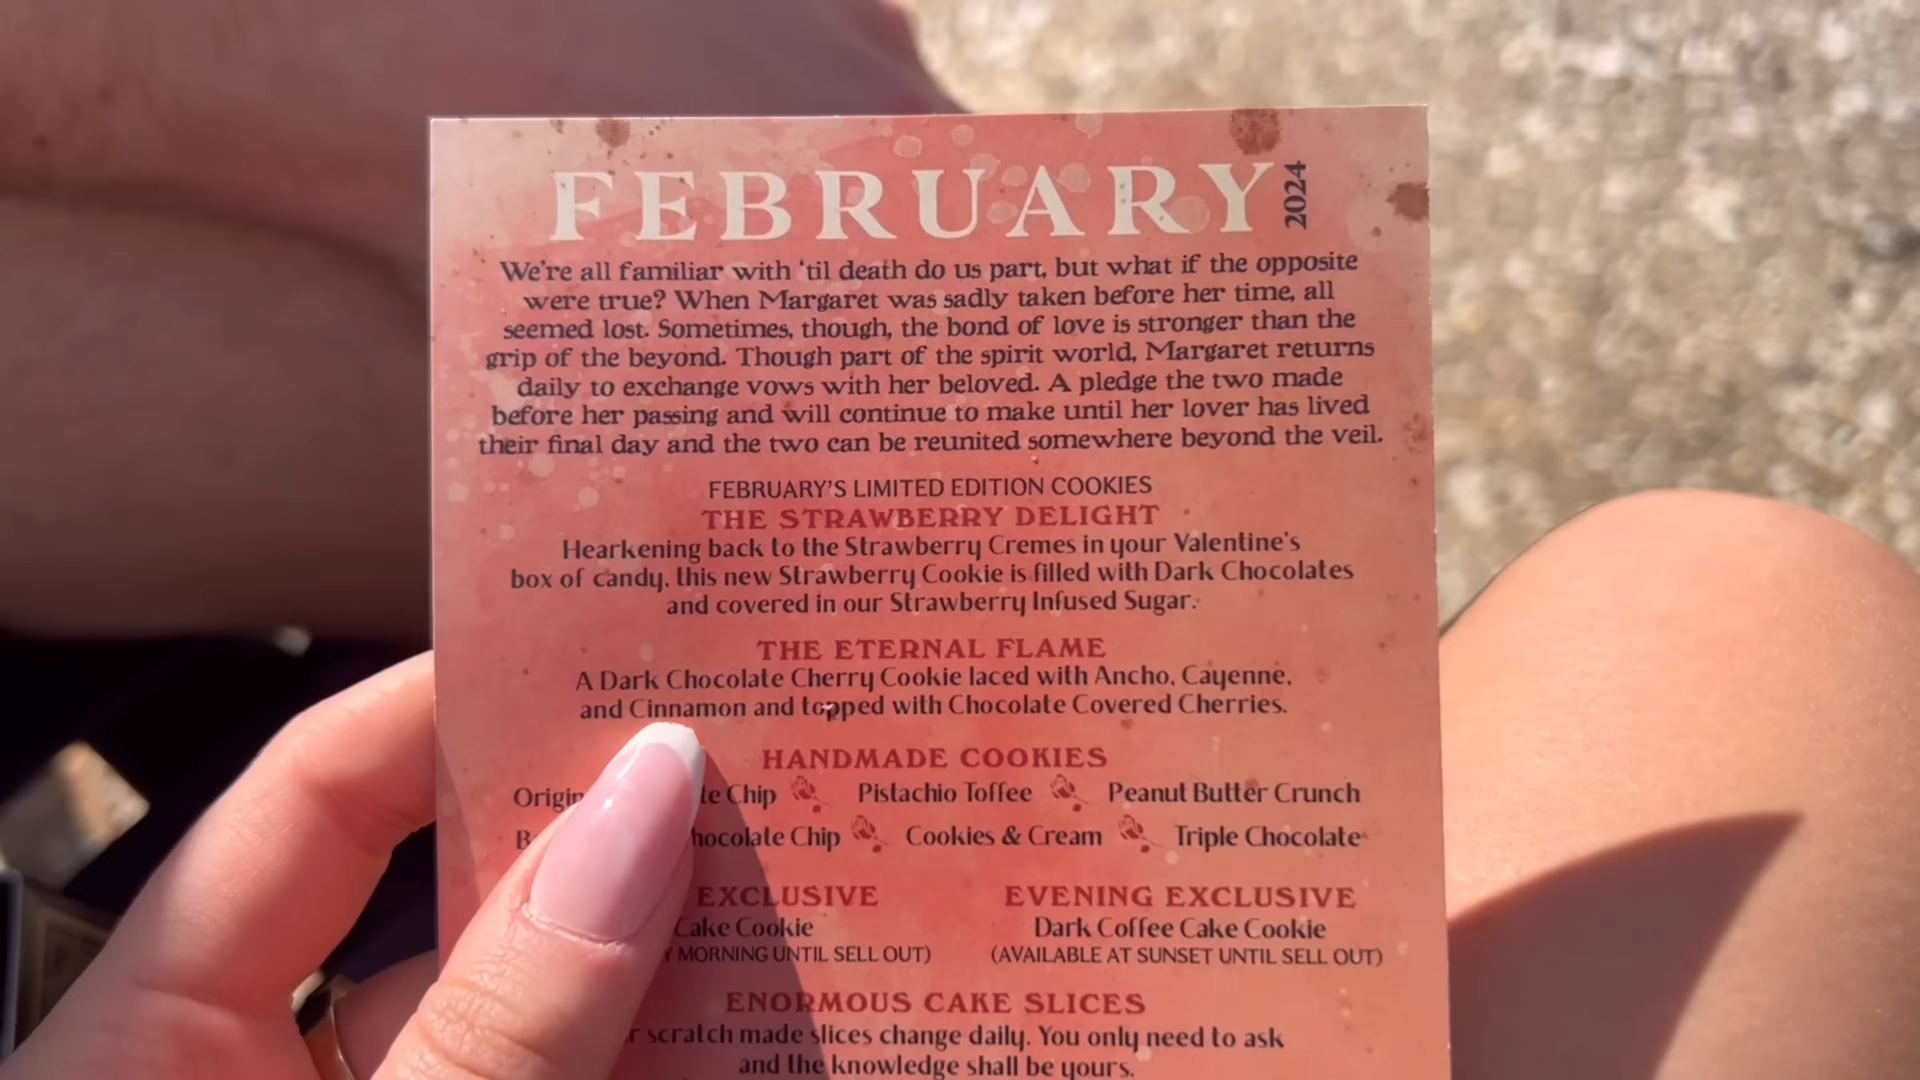 FEBRUARY 2024
We're all familiar with 'til death do us part, but what if the opposite
were true? When Margaret was sadly taken before her time, all
seemed lost. Sometimes, though, the bond of love is stronger than the
grip of the beyond. Though part of the spirit world, Margaret returns
daily to exchange vows with her beloved. A pledge the two made
before her passing and will continue to make until her lover has lived
their final day and the two can be reunited somewhere beyond the veil.
FEBRUARY'S LIMITED EDITION COOKIES
THE STRAWBERRY DELIGHT
Hearkening back to the Strawberry Cremes in your Valentine's
box of candy, this new Strawberry Cookie is filled with Dark Chocolates
and covered in our Strawberry Infused Sugar.
THE ETERNAL FLAME
A Dark Chocolate Cherry Cookie laced with Ancho, Cayenne,
and Cinnamon and topped with Chocolate Covered Cherries.
HANDMADE COOKIES
Chip Pistachio Toffee Peanut Butter Crunch
Chip Cookies & Cream Triple Chocolate
EXCLUSIVE EVENING EXCLUSIVE
Cake Cookie Dark Coffee Cake Cookie
MORNING UNTIL SELL OUT) (AVAILABLE AT SUNSET UNTIL SELL OUT)
ENORMOUS CAKE SLICES
scratch made slices change daily. You only need to ask
and the knowledge shall be yours.